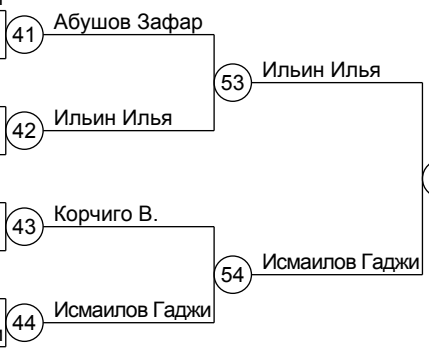 41 Абушов Зафар
53 Ильин Илья
42 Ильин Илья
43 Корчиго В.
54 Исмаилов Гаджи
44 Исмаилов Гаджи